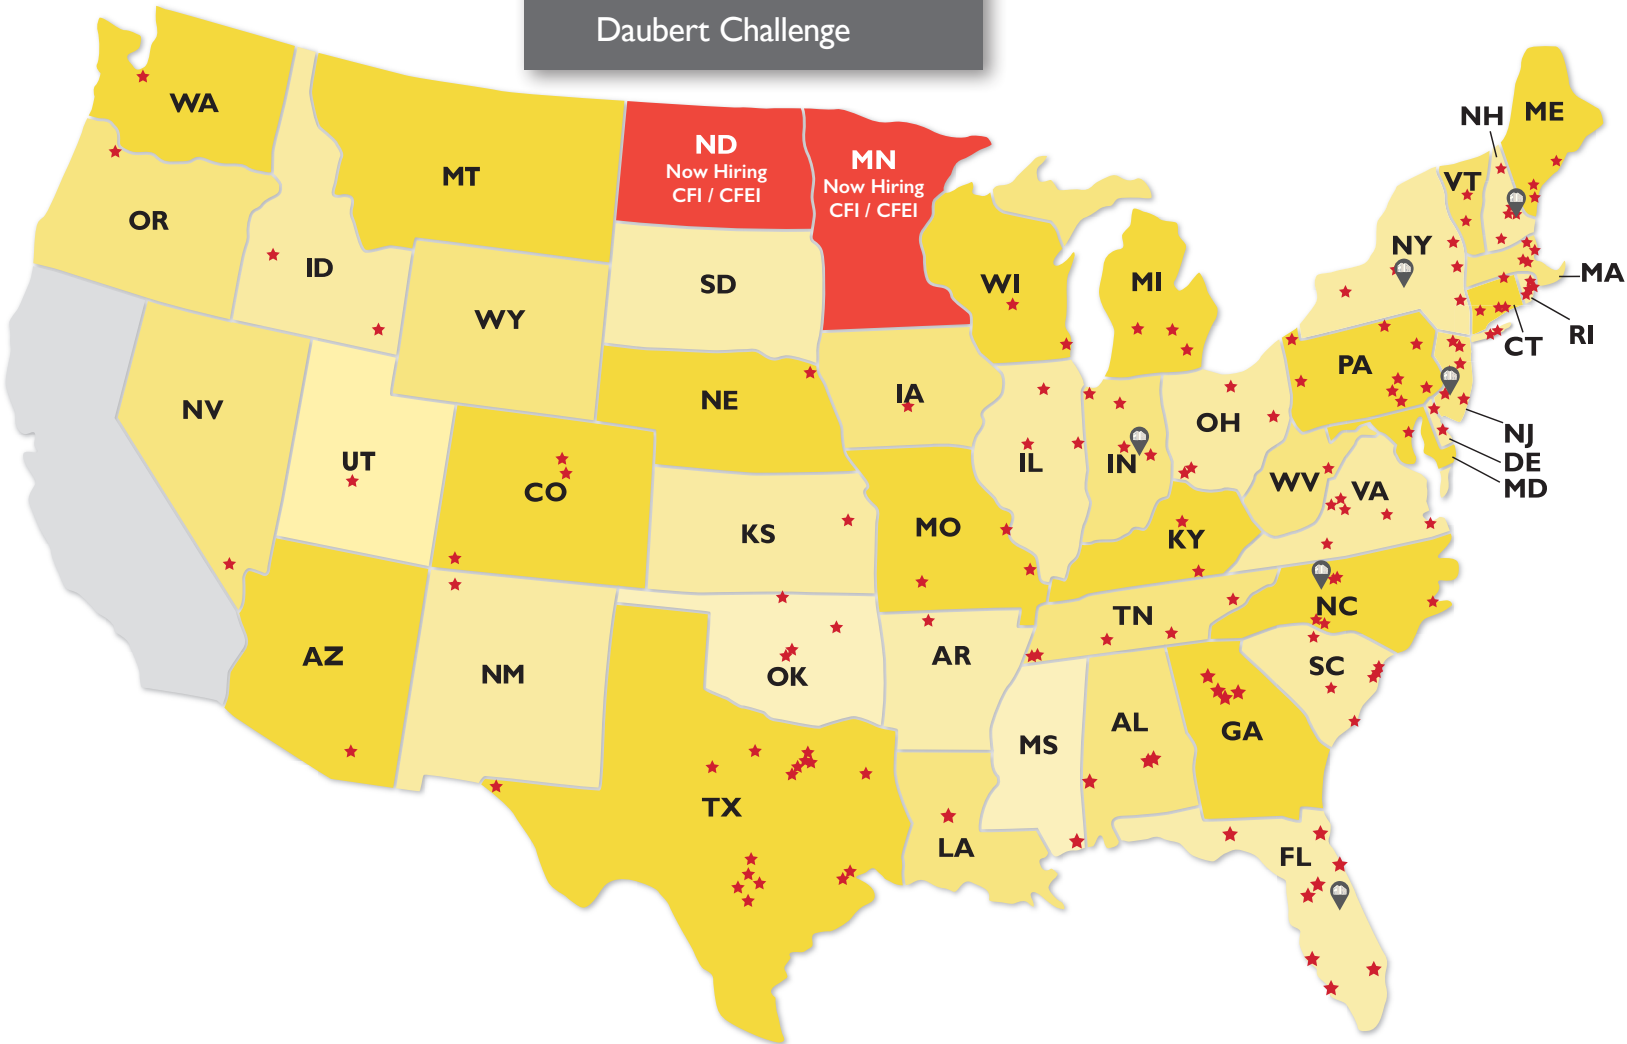 Daubert Challenge
WA
MT
ND
Now Hiring
CFI / CFEI
MN
Now Hiring
CFI / CFEI
NH
ME
VT
OR
ID
WY
SD
WI
MI
NY
MA
RI
CT
NV
UT
CO
NE
IA
IL
IN
OH
PA
NJ
DE
MD
WV
VA
KS
MO
KY
AZ
NM
OK
AR
TN
NC
SC
MS
AL
GA
TX
LA
FL